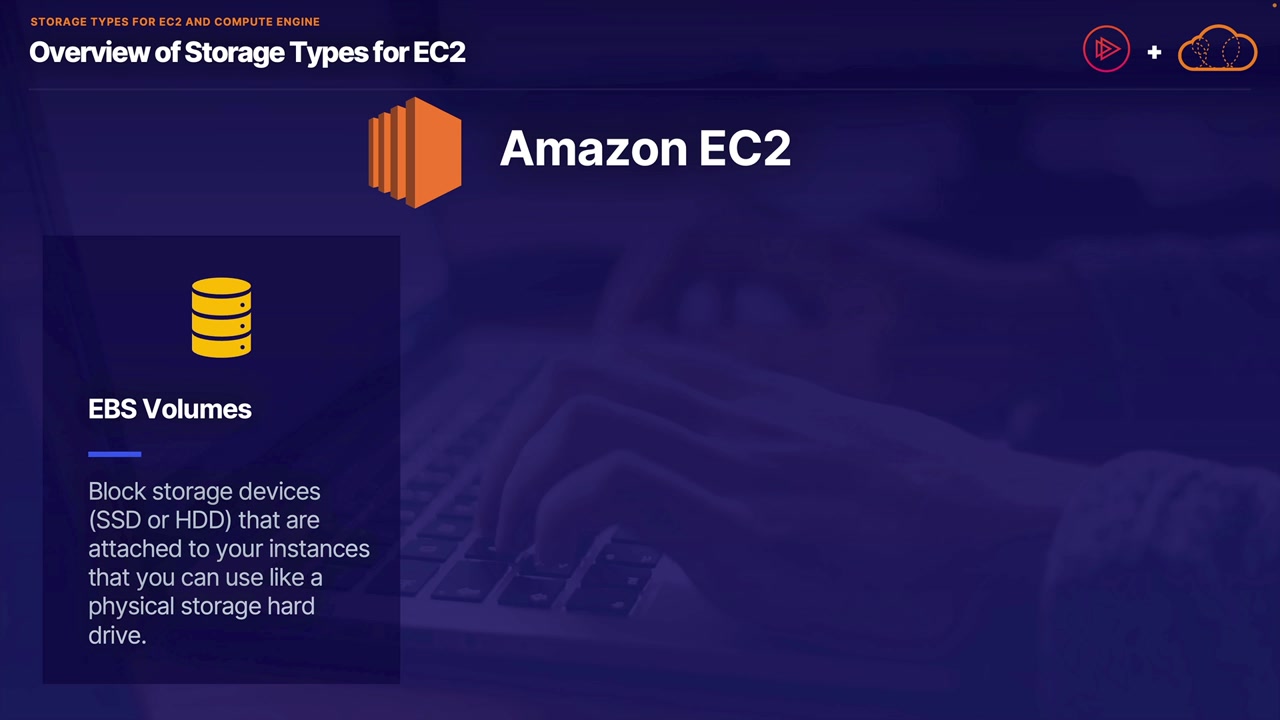 STORAGE TYPES FOR EC2 AND COMPUTE ENGINE
Overview of Storage Types for EC2
Amazon EC2
EBS Volumes
Block storage devices
(SSD or HDD) that are
attached to your instances
that you can use like a
physical storage hard
drive.